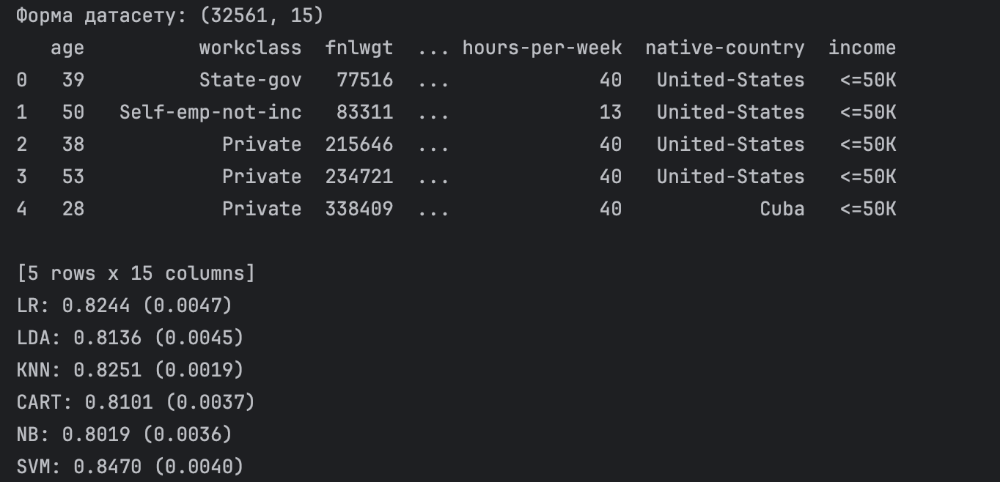 Форма датасету: (32561, 15)
   age         workclass  fnlwgt  ... hours-per-week  native-country  income
0   39         State-gov   77516  ...             40   United-States   <=50K
1   50  Self-emp-not-inc   83311  ...             13   United-States   <=50K
2   38           Private  215646  ...             40   United-States   <=50K
3   53           Private  234721  ...             40   United-States   <=50K
4   28           Private  338409  ...             40            Cuba   <=50K
[5 rows x 15 columns]
LR: 0.8244 (0.0047)
LDA: 0.8136 (0.0045)
KNN: 0.8251 (0.0019)
CART: 0.8101 (0.0037)
NB: 0.8019 (0.0036)
SVM: 0.8470 (0.0040)